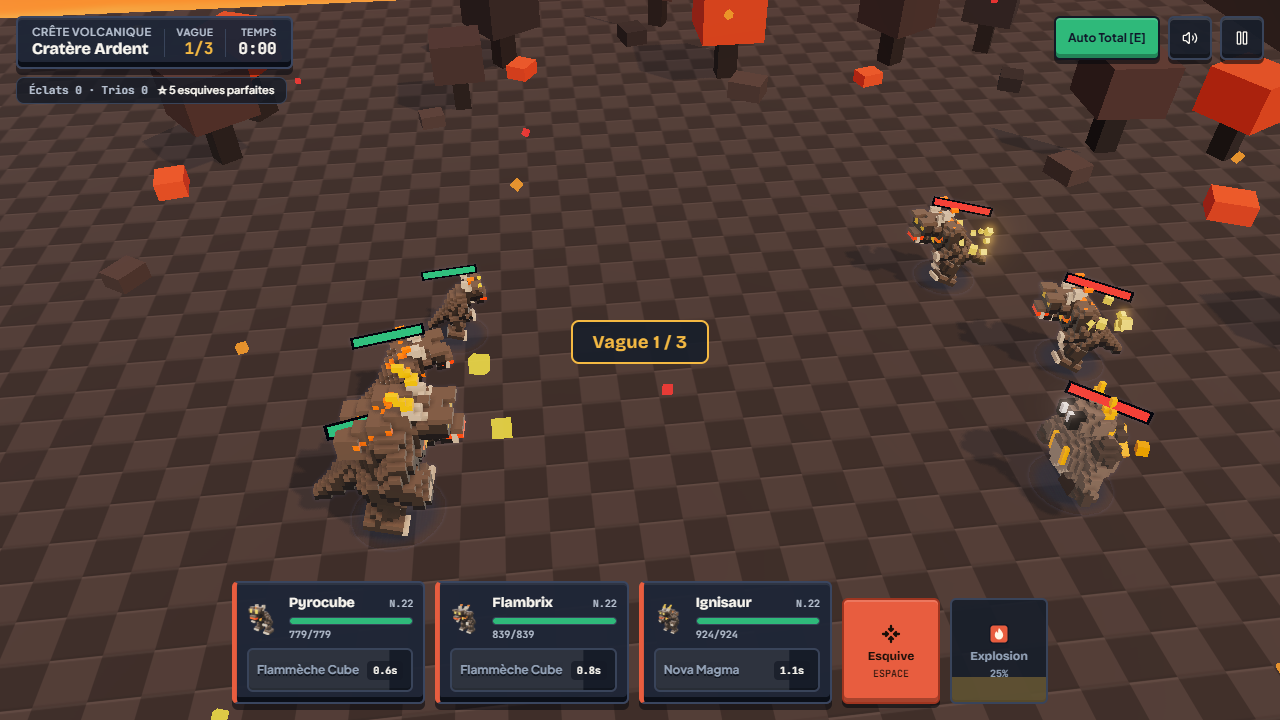 CRÊTE VOLCANIQUE
Cratère Ardent
VAGUE
1/3
TEMPS
0:00
Éclats 0 · Trios 0 ★ 5 esquives parfaites
Auto Total [E]
Vague 1 / 3
Pyrocube N.22
779/779
Flammèche Cube 0.6s
Flambrix N.22
839/839
Flammèche Cube 0.8s
Ignisaur N.22
924/924
Nova Magma 1.1s
Esquive
ESPACE
Explosion
25%